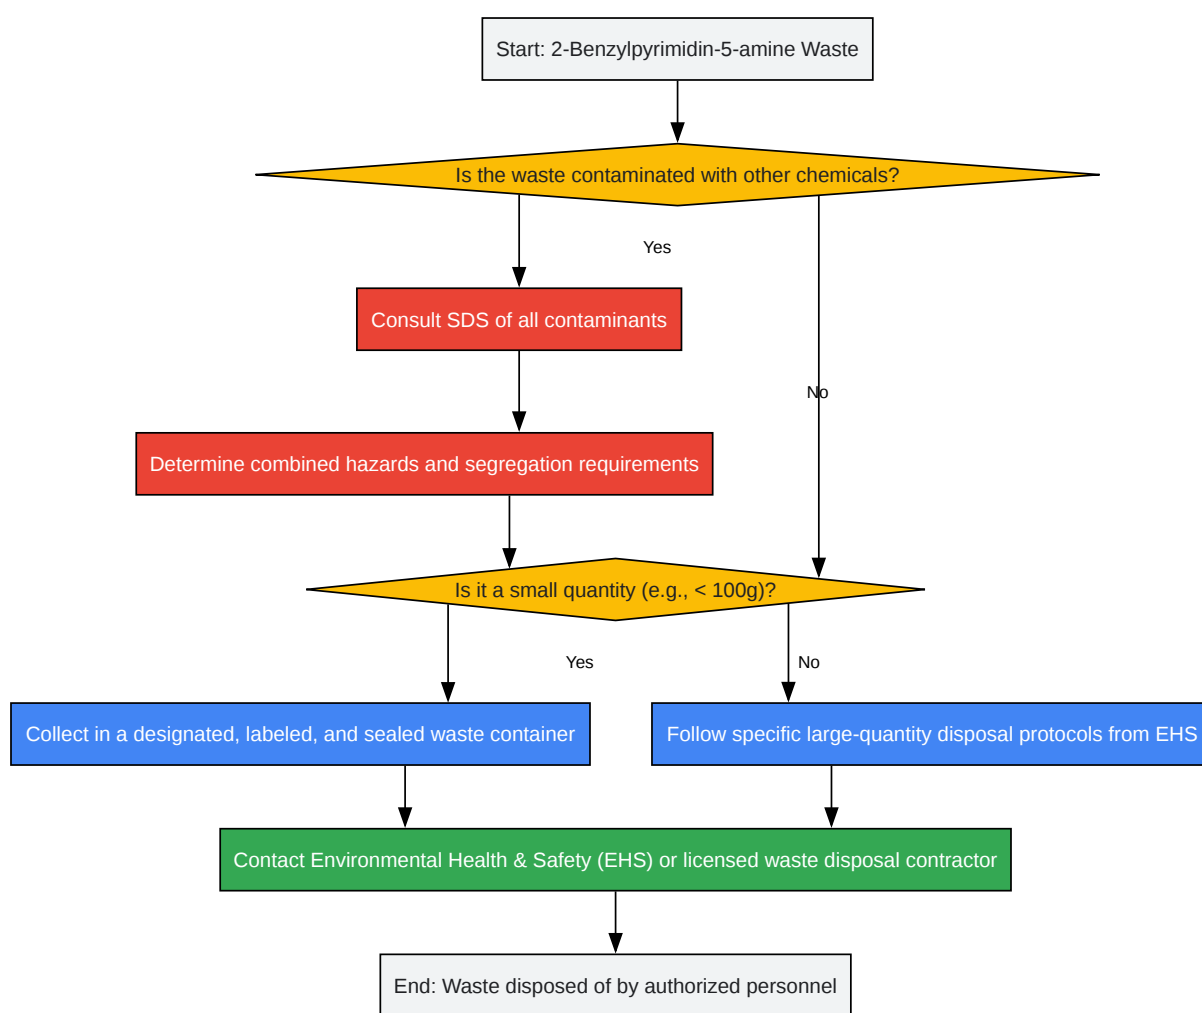 Start: 2-Benzylpyrimidin-5-amine Waste
Is the waste contaminated with other chemicals?
Yes
Consult SDS of all contaminants
No
Determine combined hazards and segregation requirements
Is it a small quantity (e.g., < 100g)?
Yes
No
Collect in a designated, labeled, and sealed waste container
Follow specific large-quantity disposal protocols from EHS
Contact Environmental Health & Safety (EHS) or licensed waste disposal contractor
End: Waste disposed of by authorized personnel